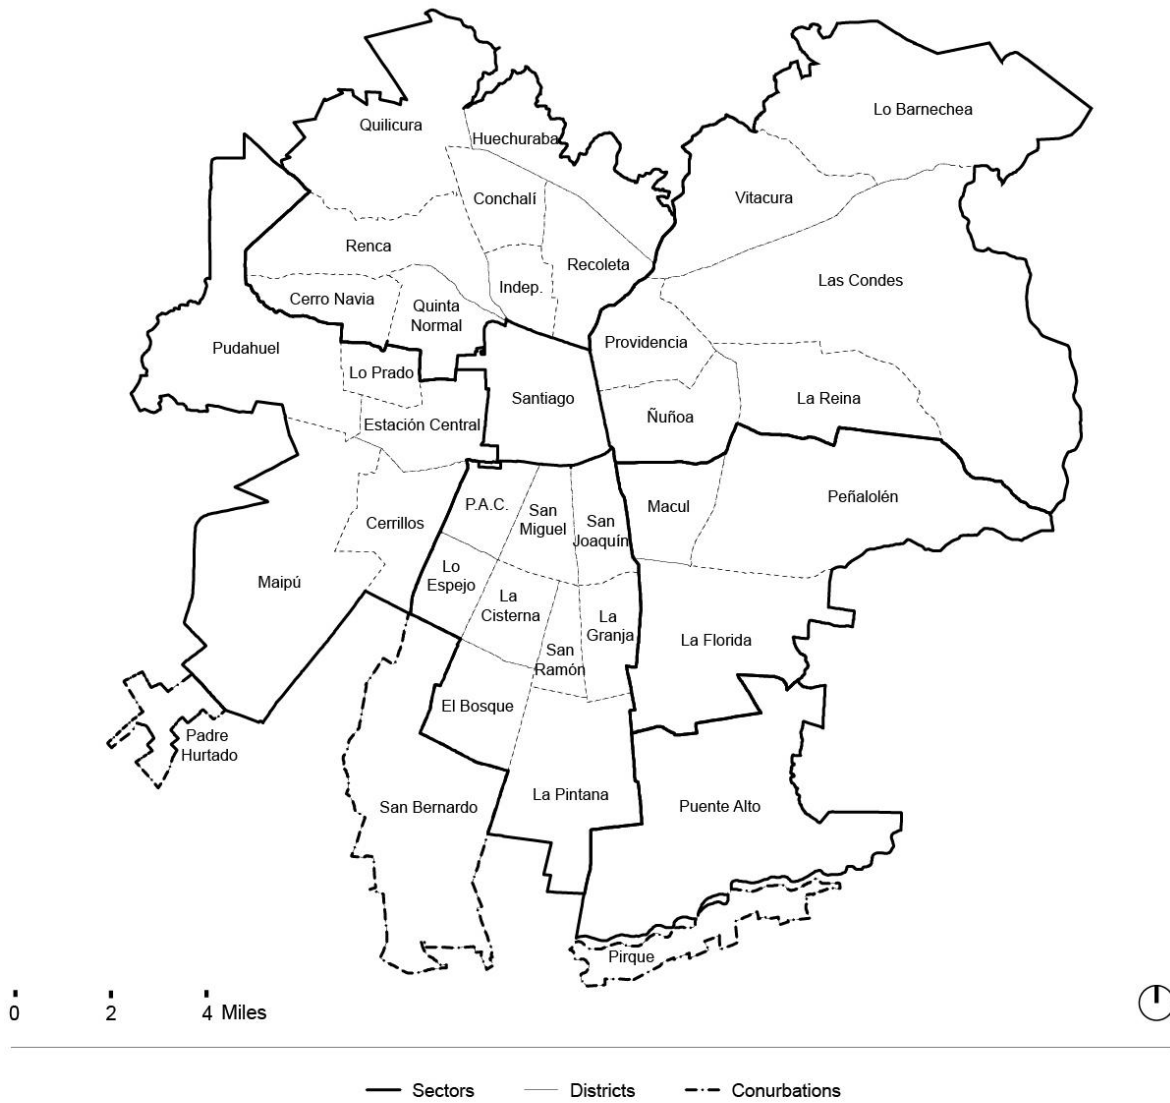 Lo Barnechea
Quilicura
Huechuraba
Conchalí
Vitacura
Renca
Recoleta
Las Condes
Indep.
Cerro Navia
Quinta
Normal
Pudahuel
Providencia
Lo Prado
Santiago
La Reina
Ñuñoa
Estación Central
Peñalolén
P.A.C.
San
Miguel
San
Joaquín
Macul
Cerrillos
Maipú
Lo
Espejo
La
Cisterna
La
Granja
San
Ramón
La Florida
El Bosque
Padre
Hurtado
San Bernardo
La Pintana
Puente Alto
Pirque
0 2 4 Miles
Sectors Districts Conurbations